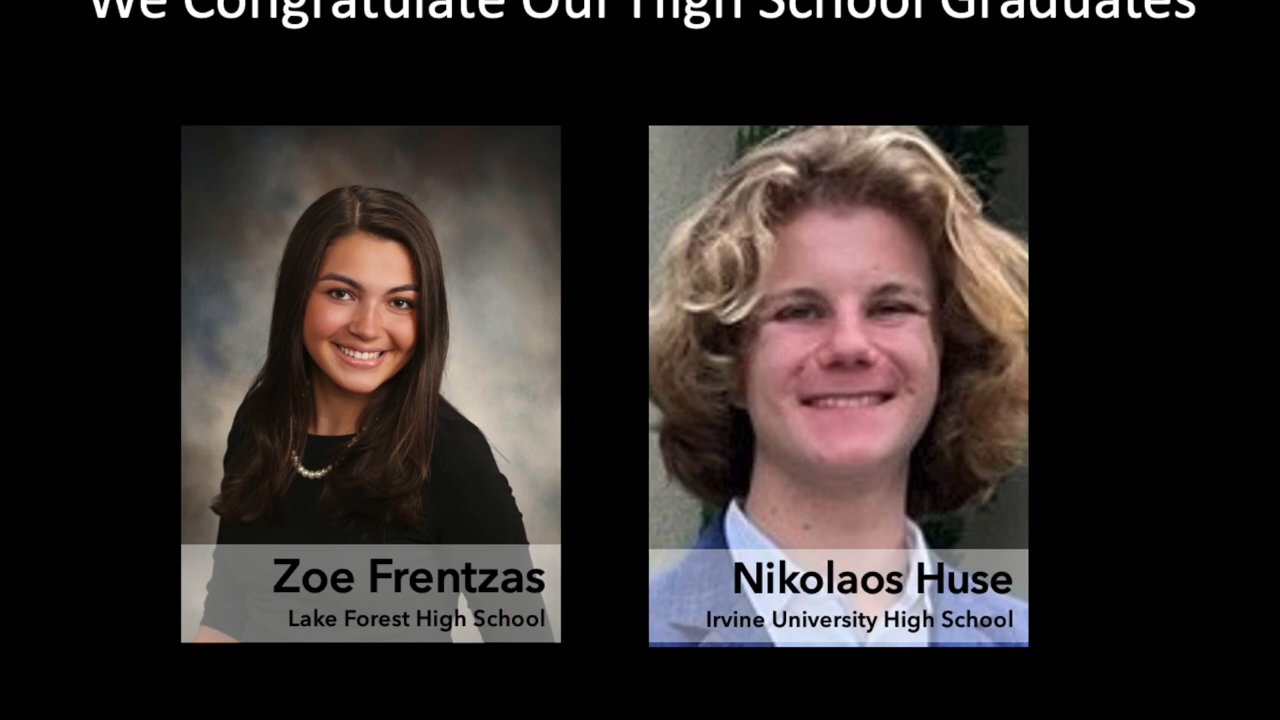 We Congratulate Our High School Graduates
Zoe Frentzas
Lake Forest High School
Nikolaos Huse
Irvine University High School